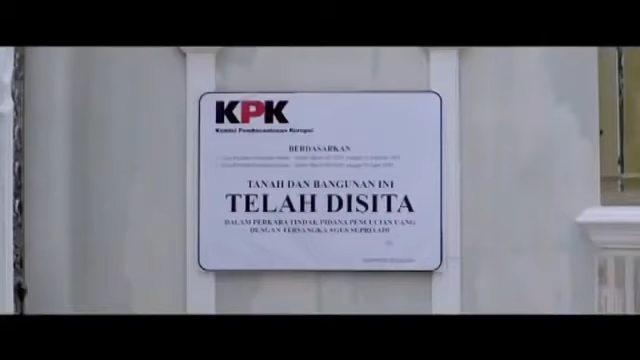 KPK
Komisi Pemberantasan Korupsi
BERDASARKAN
TANAH DAN BANGUNAN INI
TELAH DISITA
DALAM PERKARA TINDAK PIDANA PENCUCIAN UANG
DENGAN TERSANGKA AGUS SUPRIYADI